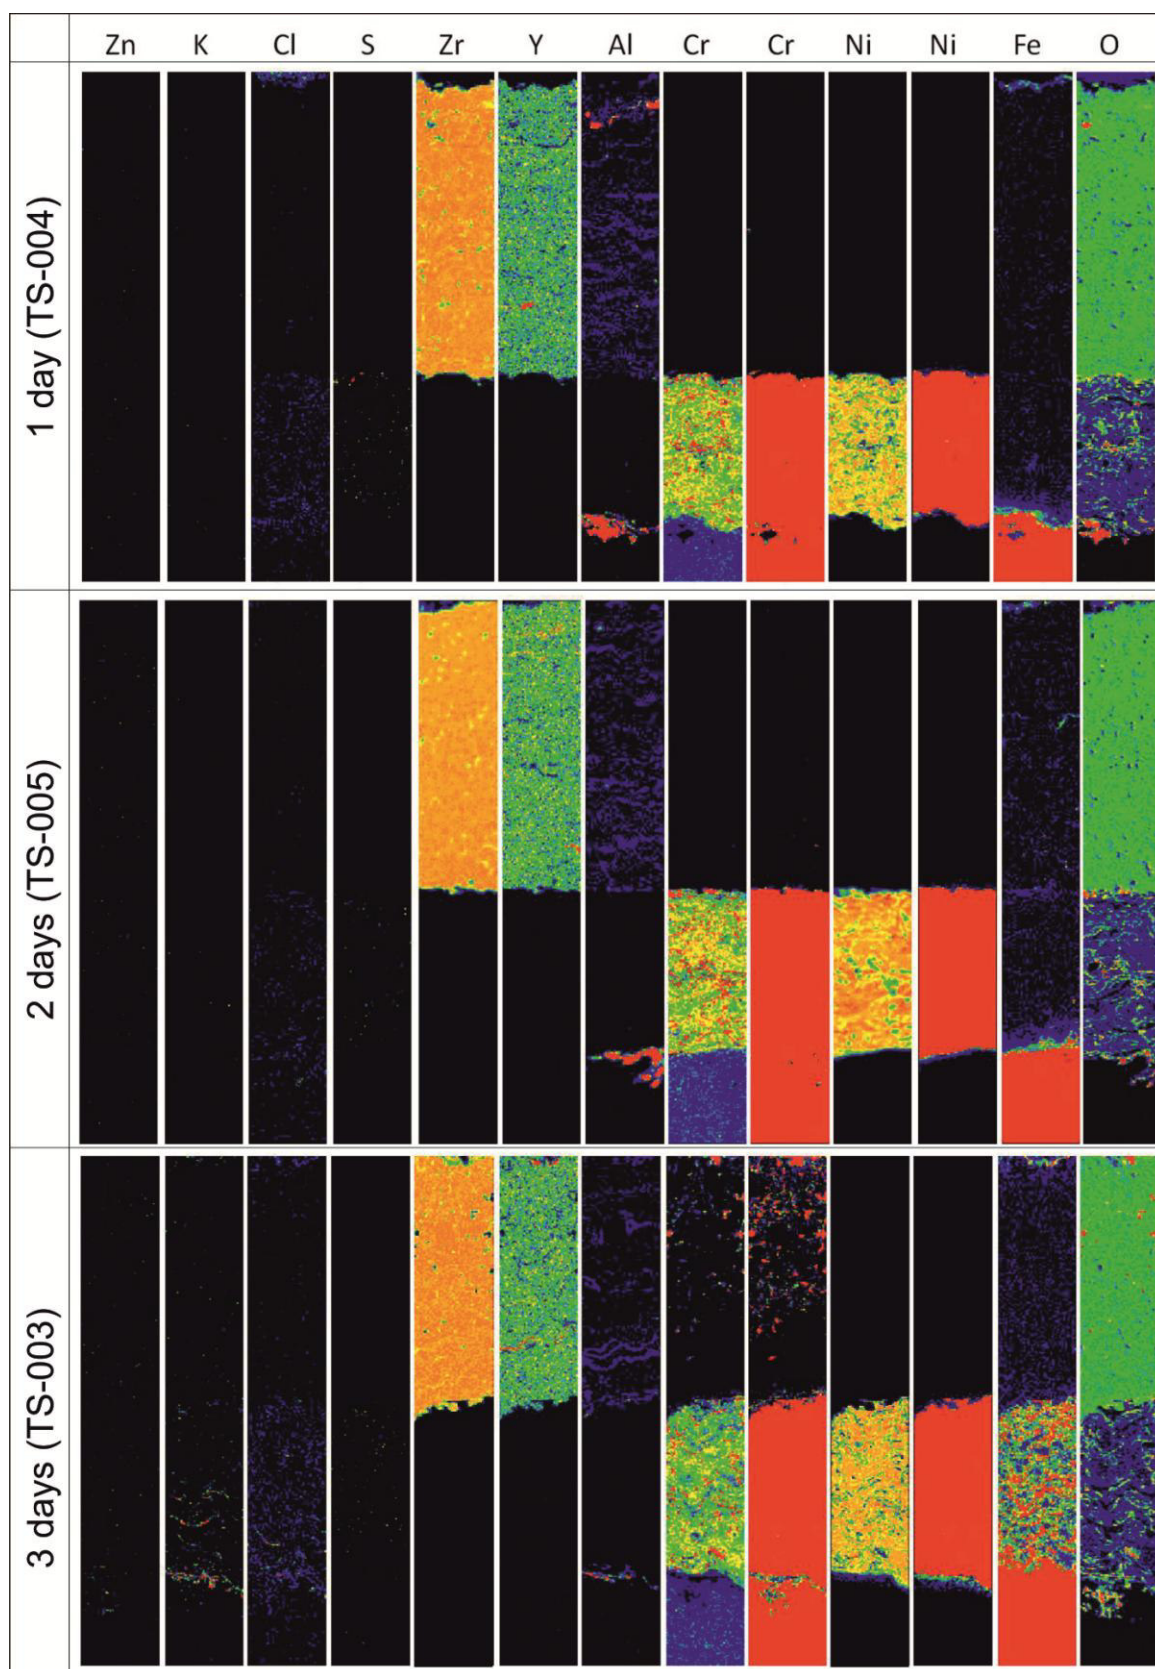 Zn K Cl S Zr Y Al Cr Cr Ni Ni Fe O
1 day (TS-004)
2 days (TS-005)
3 days (TS-003)